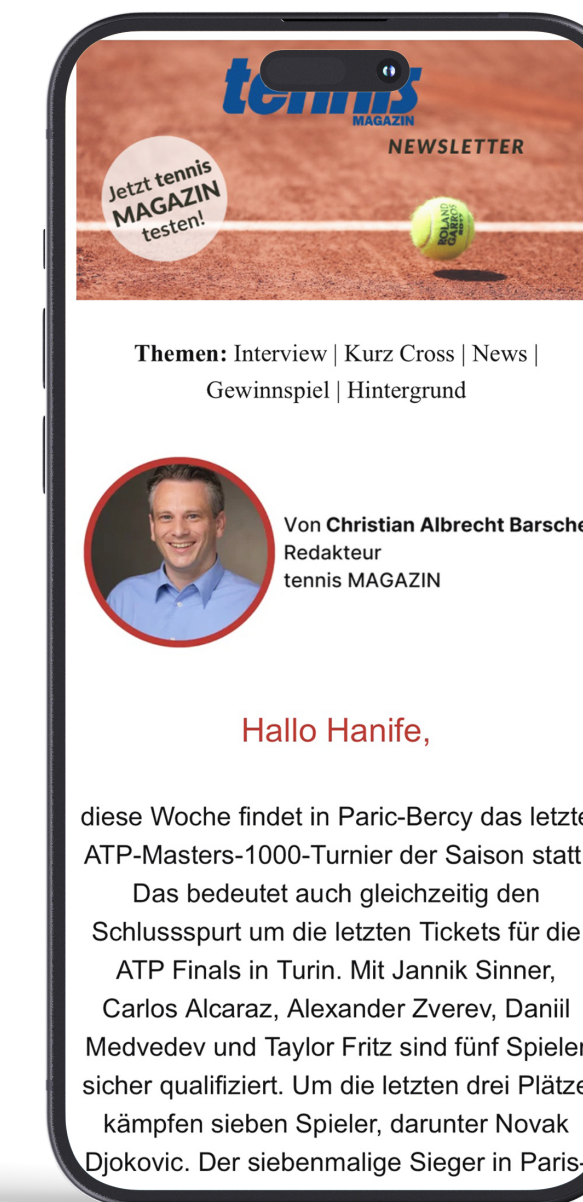 tennis
MAGAZIN
NEWSLETTER
Jetzt tennis
MAGAZIN
testen!
ROLAND
GARROS
Themen: Interview | Kurz Cross | News |
Gewinnspiel | Hintergrund
Von Christian Albrecht Barsche
Redakteur
tennis MAGAZIN
Hallo Hanife,
diese Woche findet in Paric-Bercy das letzte
ATP-Masters-1000-Turnier der Saison statt
Das bedeutet auch gleichzeitig den
Schlussspurt um die letzten Tickets für die
ATP Finals in Turin. Mit Jannik Sinner,
Carlos Alcaraz, Alexander Zverev, Daniil
Medvedev und Taylor Fritz sind fünf Spieler
sicher qualifiziert. Um die letzten drei Plätze
kämpfen sieben Spieler, darunter Novak
Djokovic. Der siebenmalige Sieger in Paris-